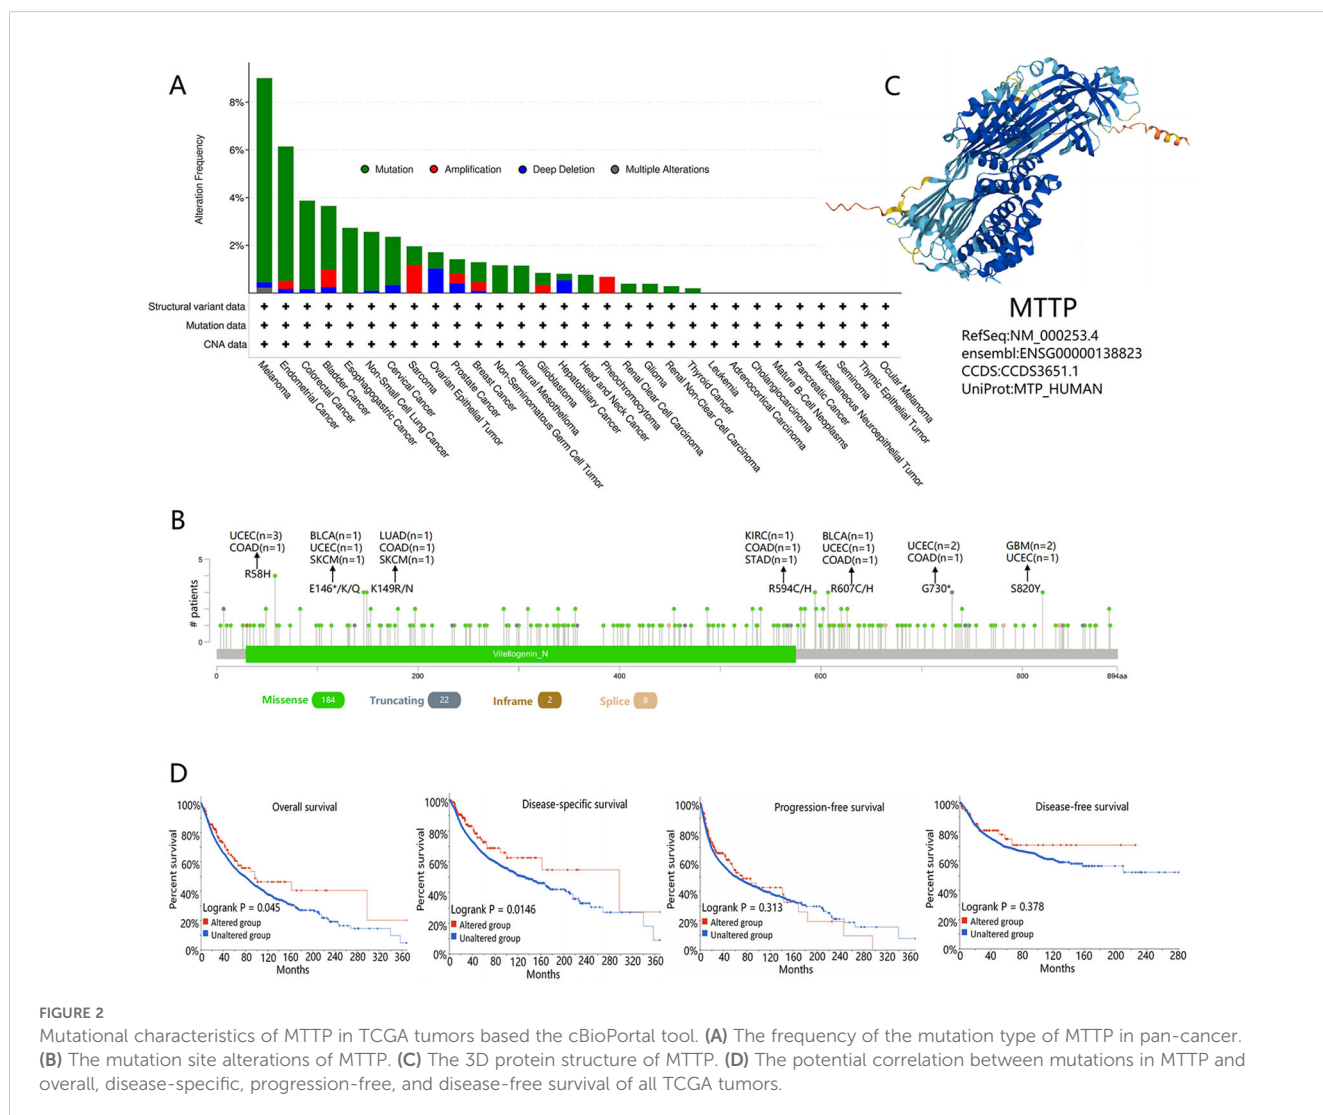 A
8%
6%
4%
2%
Alteration Frequency
Mutation
Amplification
Deep Deletion
Multiple Alterations
Structural variant data
Mutation data
CNA data
Melanoma
Endometrial Cancer
Colorectal Cancer
Bladder Cancer
Esophagogastric Cancer
Non-Small Cell Lung Cancer
Cervical Cancer
Sarcoma
Ovarian Epithelial Tumor
Prostate Cancer
Breast Cancer
Non-Seminomatous Germ Cell Tumor
Pleural Mesothelioma
Glioblastoma
Hepatobiliary Cancer
Head and Neck Cancer
Pheochromocytoma
Renal Clear Cell Carcinoma
Glioma
Renal Non-Clear Cell Carcinoma
Thyroid Cancer
Leukemia
Adrenocortical Carcinoma
Cholangiocarcinoma
Mature B-Cell Neoplasms
Pancreatic Cancer
Miscellaneous Neuroepithelial Tumor
Seminoma
Thymic Epithelial Tumor
Ocular Melanoma
C
MTTP
RefSeq:NM_000253.4
ensembl:ENSG00000138823
CCDS:CCDS3651.1
UniProt:MTP_HUMAN
B
UCEC(n=3)
COAD(n=1)
R58H
BLCA(n=1)
UCEC(n=1)
SKCM(n=1)
E146*/K/Q
LUAD(n=1)
COAD(n=1)
SKCM(n=1)
K149R/N
KIRC(n=1)
COAD(n=1)
STAD(n=1)
R594C/H
BLCA(n=1)
UCEC(n=1)
COAD(n=1)
R607C/H
UCEC(n=2)
COAD(n=1)
G730*
GBM(n=2)
UCEC(n=1)
S820Y
# patients
5
0
Vitellogenin_N
0 200 400 600 800 894aa
Missense 184 Truncating 22 Inframe 2 Splice 8
D
Overall survival
Percent survival
100%
80%
60%
40%
20%
0%
Logrank P = 0.045
Altered group
Unaltered group
0 40 80 120 160 200 240 280 320 360
Months
Disease-specific survival
Percent survival
100%
80%
60%
40%
20%
0%
Logrank P = 0.0146
Altered group
Unaltered group
0 40 80 120 160 200 240 280 320 360
Months
Progression-free survival
Percent survival
100%
80%
60%
40%
20%
0%
Logrank P = 0.313
Altered group
Unaltered group
0 40 80 120 160 200 240 280 320 360
Months
Disease-free survival
Percent survival
100%
80%
60%
40%
20%
0%
Logrank P = 0.378
Altered group
Unaltered group
0 40 80 120 160 200 240 280
Months
FIGURE 2
Mutational characteristics of MTTP in TCGA tumors based the cBioPortal tool. (A) The frequency of the mutation type of MTTP in pan-cancer.
(B) The mutation site alterations of MTTP. (C) The 3D protein structure of MTTP. (D) The potential correlation between mutations in MTTP and
overall, disease-specific, progression-free, and disease-free survival of all TCGA tumors.